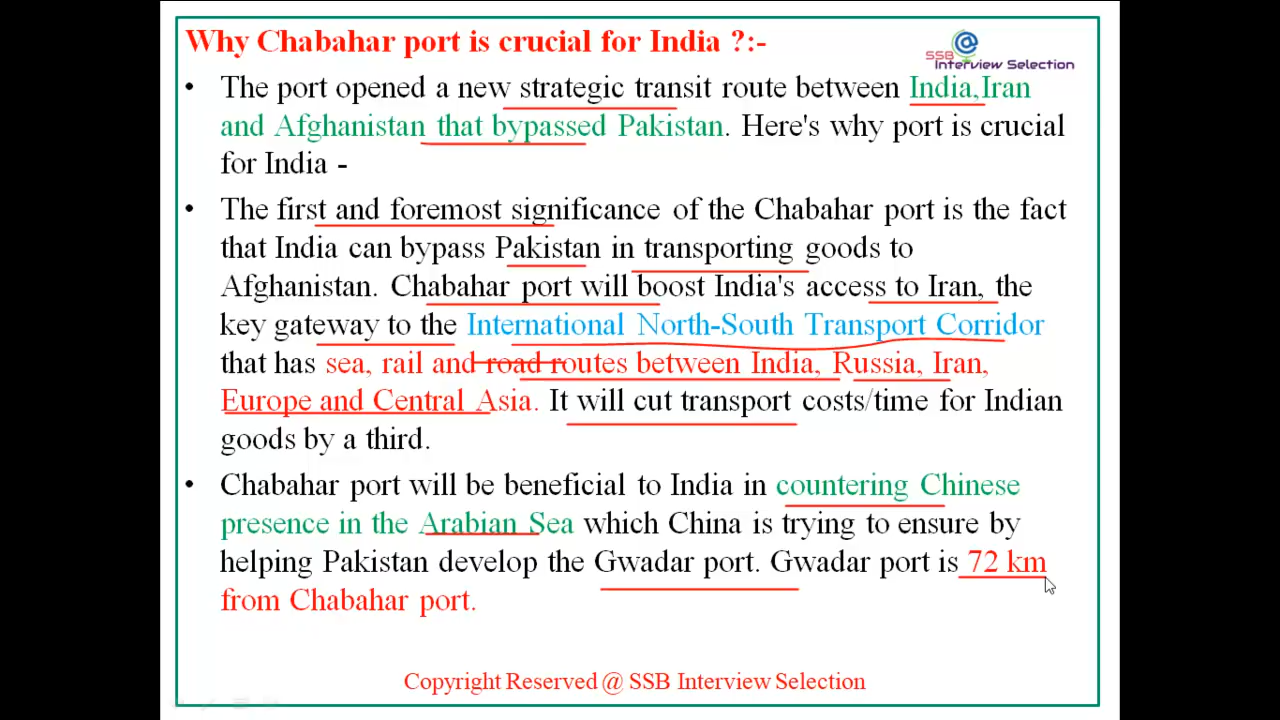 Why Chabahar port is crucial for India ?:-
SSB
Interview Selection
• The port opened a new strategic transit route between India,Iran
and Afghanistan that bypassed Pakistan. Here's why port is crucial
for India -
• The first and foremost significance of the Chabahar port is the fact
that India can bypass Pakistan in transporting goods to
Afghanistan. Chabahar port will boost India's access to Iran, the
key gateway to the International North-South Transport Corridor
that has sea, rail and road routes between India, Russia, Iran,
Europe and Central Asia. It will cut transport costs/time for Indian
goods by a third.
• Chabahar port will be beneficial to India in countering Chinese
presence in the Arabian Sea which China is trying to ensure by
helping Pakistan develop the Gwadar port. Gwadar port is 72 km
from Chabahar port.
Copyright Reserved @ SSB Interview Selection